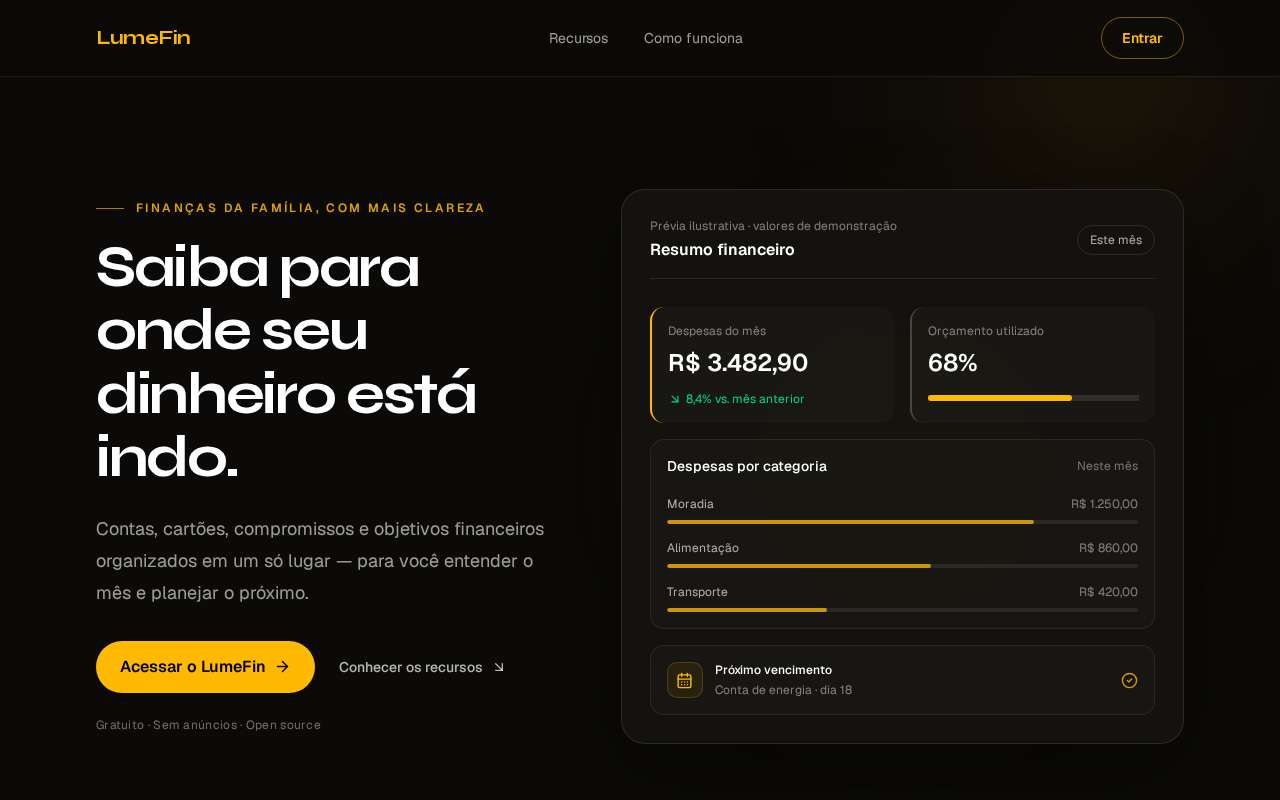 LumeFin
Recursos
Como funciona
Entrar
FINANÇAS DA FAMÍLIA, COM MAIS CLAREZA
Saiba para
onde seu
dinheiro está
indo.
Contas, cartões, compromissos e objetivos financeiros
organizados em um só lugar — para você entender o
mês e planejar o próximo.
Acessar o LumeFin
Conhecer os recursos
Gratuito · Sem anúncios · Open source
Prévia ilustrativa · valores de demonstração
Resumo financeiro
Este mês
Despesas do mês
R$ 3.482,90
8,4% vs. mês anterior
Orçamento utilizado
68%
Despesas por categoria
Neste mês
Moradia
R$ 1.250,00
Alimentação
R$ 860,00
Transporte
R$ 420,00
Próximo vencimento
Conta de energia · dia 18